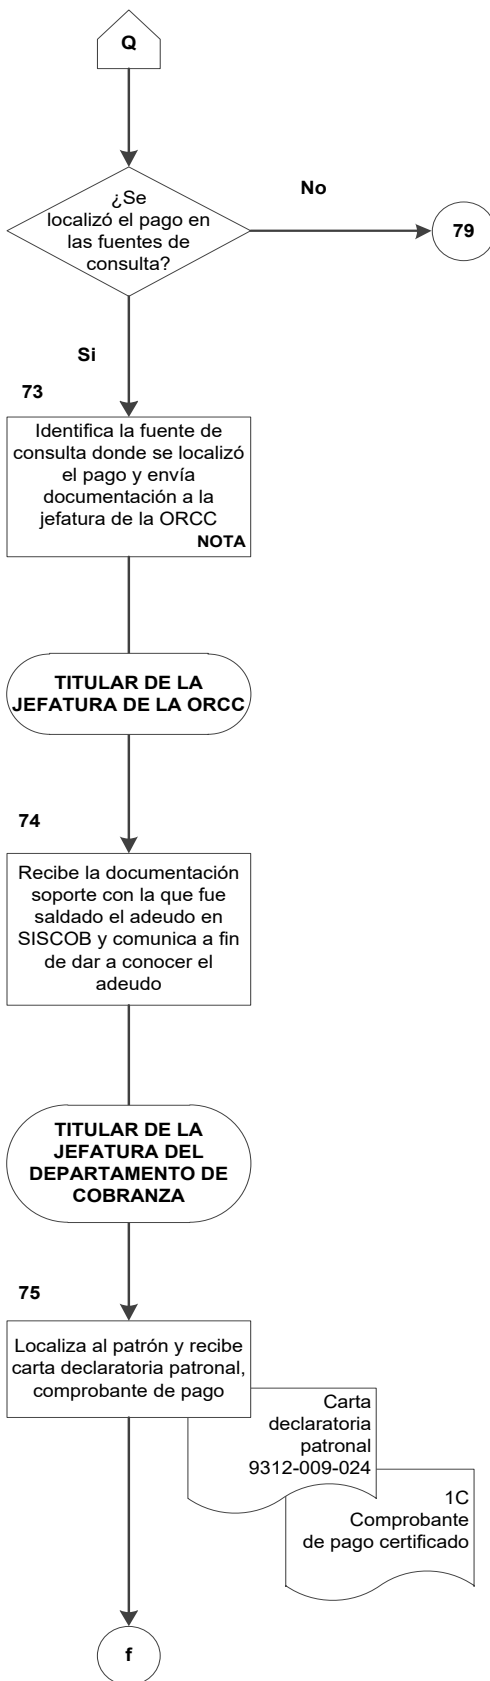 Q
¿Se
localizó el pago en
las fuentes de
consulta?
No
79
Si
73
Identifica la fuente de
consulta donde se localizó
el pago y envía
documentación a la
jefatura de la ORCC
NOTA
TITULAR DE LA
JEFATURA DE LA ORCC
74
Recibe la documentación
soporte con la que fue
saldado el adeudo en
SISCOB y comunica a fin
de dar a conocer el
adeudo
TITULAR DE LA
JEFATURA DEL
DEPARTAMENTO DE
COBRANZA
75
Localiza al patrón y recibe
carta declaratoria patronal,
comprobante de pago
Carta
declaratoria
patronal
9312-009-024
1C
Comprobante
de pago certificado
f